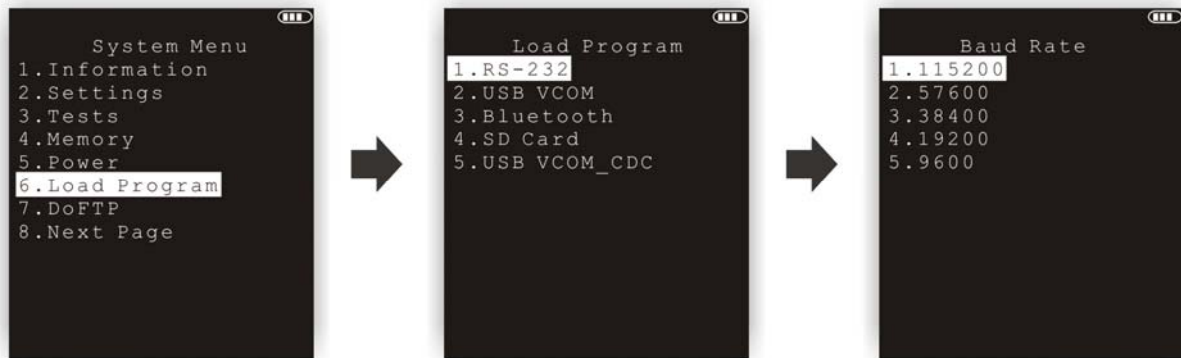 System Menu
1.Information
2.Settings
3.Tests
4.Memory
5.Power
6.Load Program
7.DoFTP
8.Next Page
Load Program
1.RS-232
2.USB VCOM
3.Bluetooth
4.SD Card
5.USB VCOM_CDC
Baud Rate
1.115200
2.57600
3.38400
4.19200
5.9600